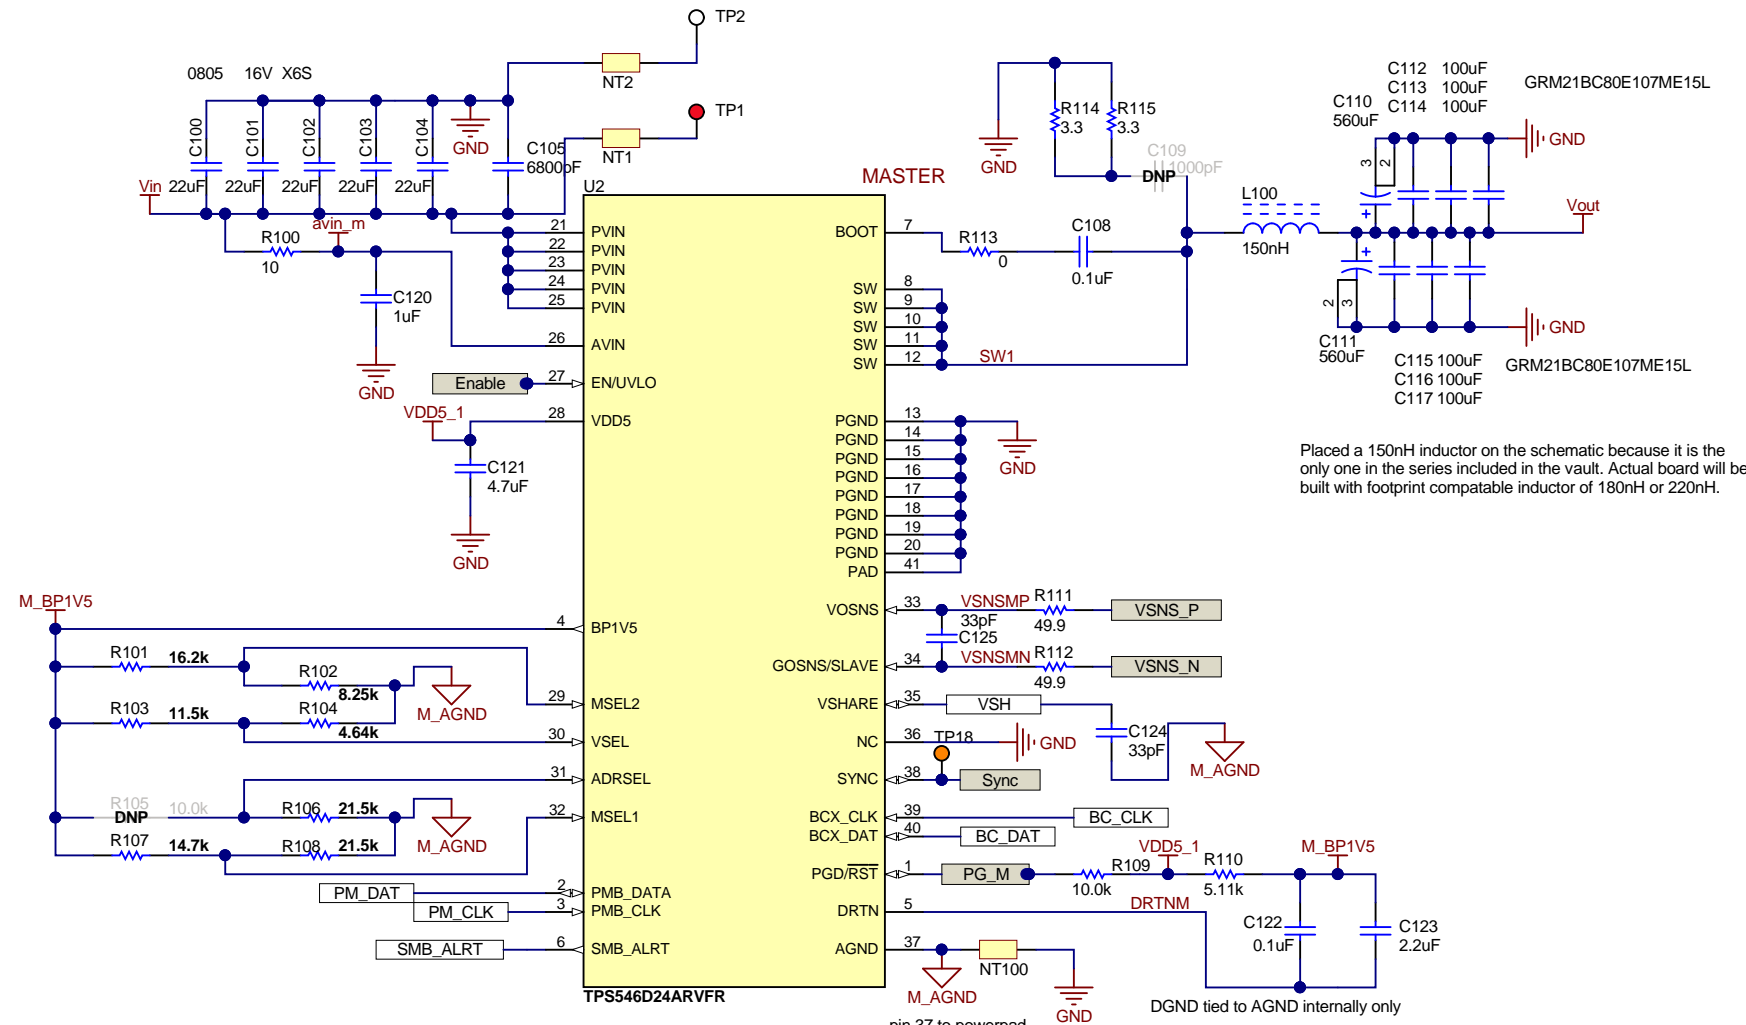 TP2
0805 16V X6S
NT2
TP1
C100
C101
C102
C103
C104
GND
C105
6800pF
NT1
Vin
22uF 22uF 22uF 22uF 22uF
U2
MASTER
avin_m
R100
10
C120
1uF
GND
21 PVIN
22 PVIN
23 PVIN
24 PVIN
25 PVIN
26 AVIN
Enable
27 EN/UVLO
VDD5_1
28 VDD5
C121
4.7uF
GND
M_BP1V5
4 BP1V5
R101 16.2k
R102
8.25k
M_AGND
R103 11.5k
R104
4.64k
29 MSEL2
30 VSEL
31 ADRSEL
R105 10.0k
DNP
R106 21.5k
M_AGND
32 MSEL1
R107 14.7k
R108 21.5k
PM_DAT
2 PMB_DATA
PM_CLK
3 PMB_CLK
SMB_ALRT
6 SMB_ALRT
TPS546D24ARVFR
BOOT 7
R113
0
C108
0.1uF
GND
R114
3.3
R115
3.3
C109
1000pF
DNP
SW 8
SW 9
SW 10
SW 11
SW 12
SW1
L100
150nH
C110
560uF
C112 100uF
C113 100uF
C114 100uF
GRM21BC80E107ME15L
3
2
GND
Vout
2
3
C111
560uF
GND
C115 100uF
C116 100uF
C117 100uF
GRM21BC80E107ME15L
Placed a 150nH inductor on the schematic because it is the
only one in the series included in the vault. Actual board will be
built with footprint compatable inductor of 180nH or 220nH.
PGND 13
PGND 14
PGND 15
PGND 16
PGND 17
PGND 18
PGND 19
PGND 20
PAD 41
GND
VOSNS 33
VSNSMP
R111
49.9
VSNS_P
33pF
C125
GOSNS/SLAVE 34
VSNSMN
R112
49.9
VSNS_N
VSHARE 35
VSH
C124
33pF
M_AGND
NC 36
GND
TP18
SYNC 38
Sync
BCX_CLK 39
BC_CLK
BCX_DAT 40
BC_DAT
PGD/RST 1
PG_M
R109
10.0k
VDD5_1
R110
5.11k
M_BP1V5
DRTN 5
DRTNM
C122
0.1uF
C123
2.2uF
AGND 37
M_AGND
NT100
GND
DGND tied to AGND internally only
pin 37 to powerpad